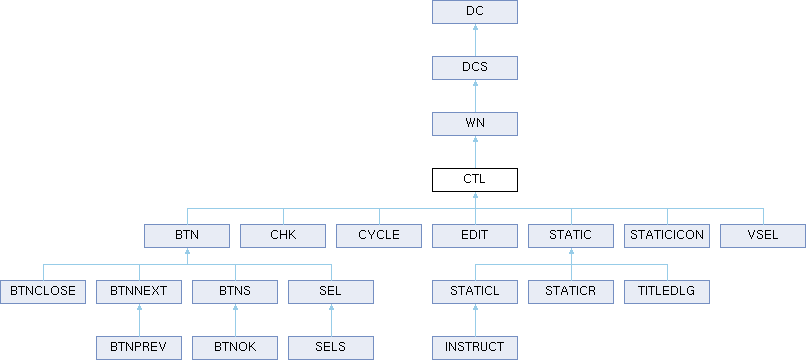 DC
DCS
WN
CTL
BTN CHK CYCLE EDIT STATIC STATICICON VSEL
BTNCLOSE BTNNEXT BTNS SEL STATICL STATICR TITLEDLG
BTNPREV BTNOK SELS INSTRUCT